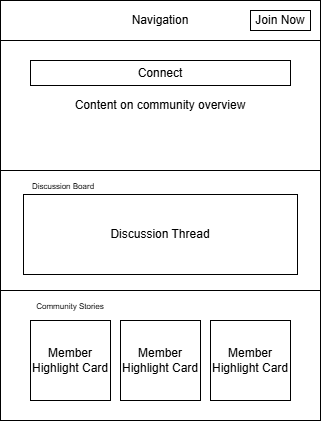 Navigation
Join Now
Connect
Content on community overview
Discussion Board
Discussion Thread
Community Stories
Member
Highlight Card
Member
Highlight Card
Member
Highlight Card